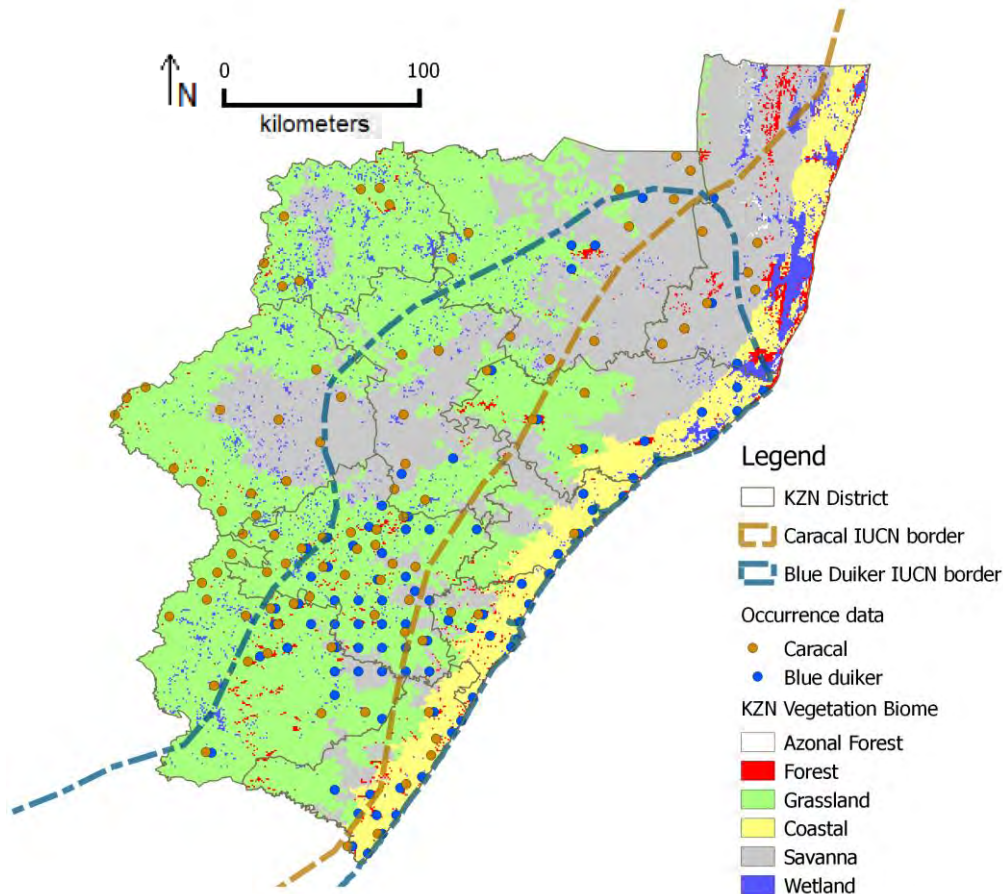 0 100
N
kilometers
Legend
KZN District
Caracal IUCN border
Blue Duiker IUCN border
Occurrence data
Caracal
Blue duiker
KZN Vegetation Biome
Azonal Forest
Forest
Grassland
Coastal
Savanna
Wetland